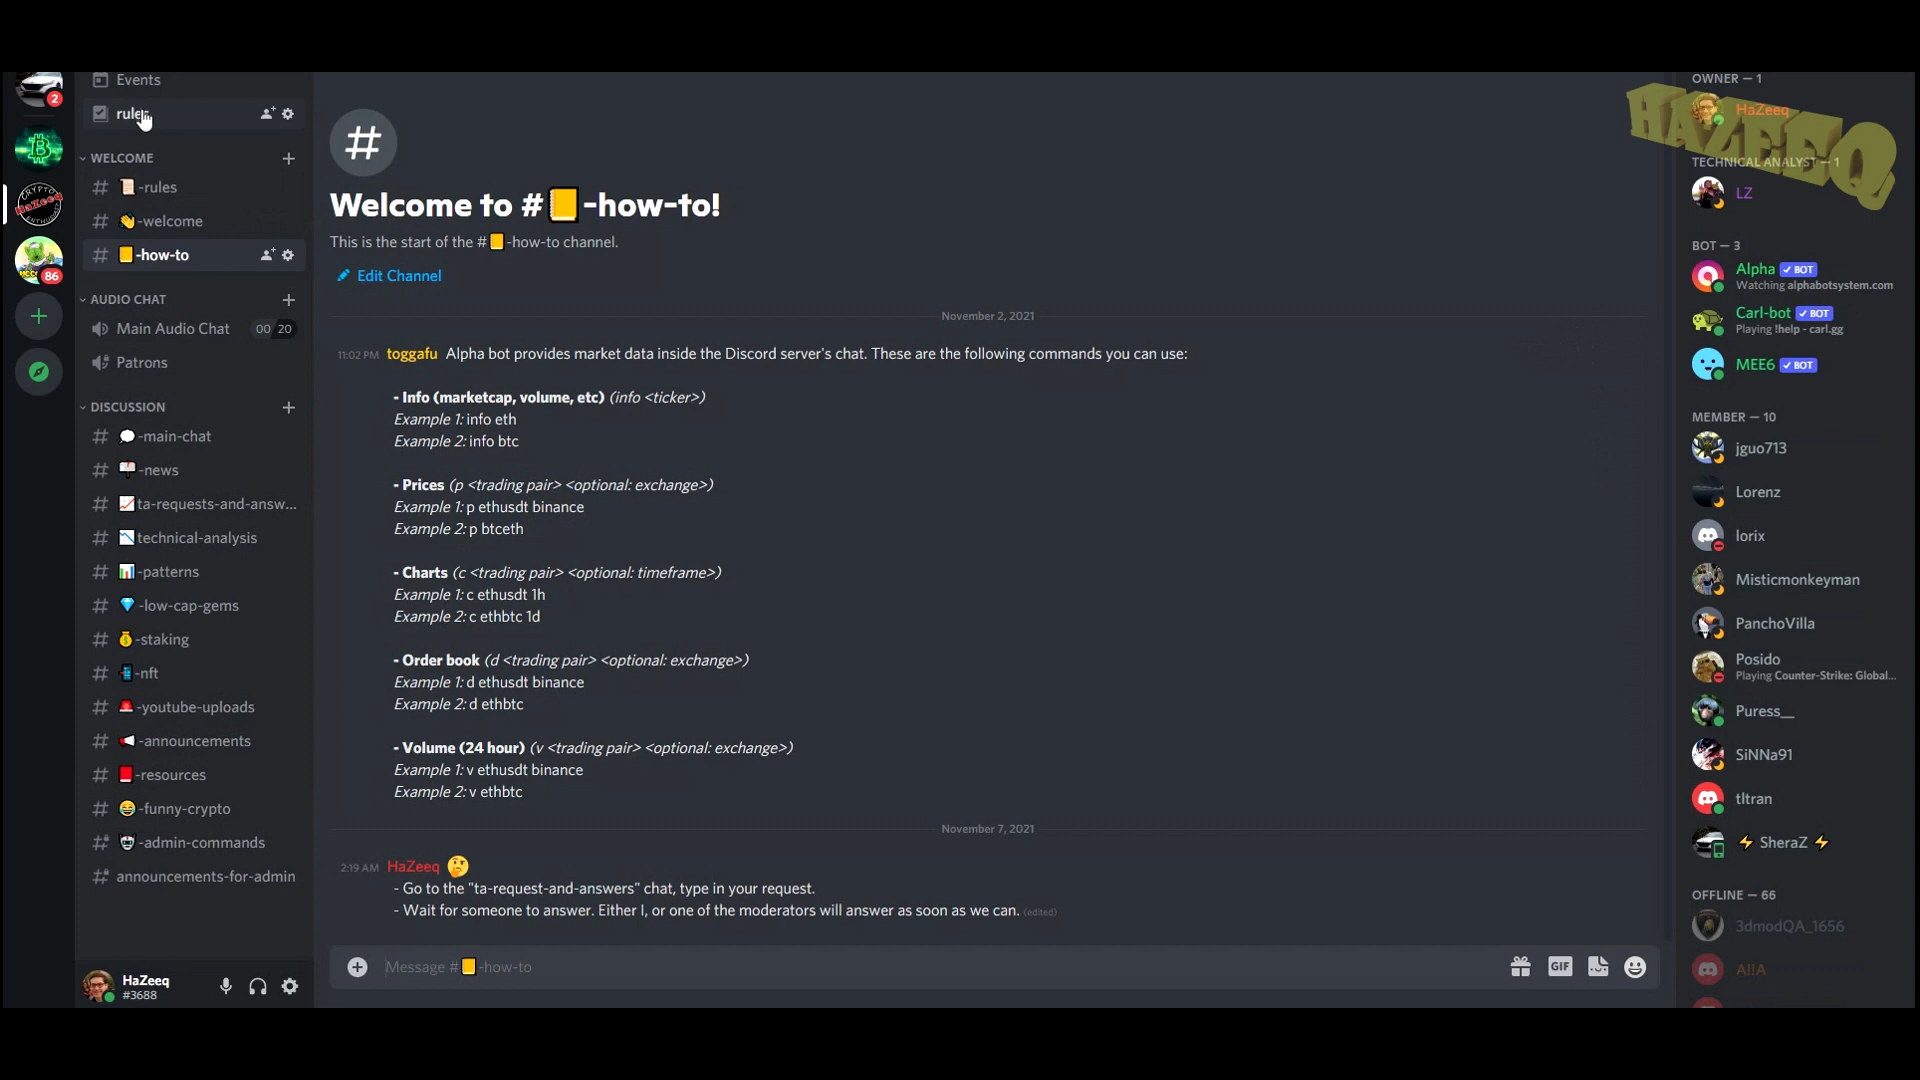 Events
rules
WELCOME
-rules
-welcome
-how-to
AUDIO CHAT
Main Audio Chat 00 20
Patrons
DISCUSSION
-main-chat
-news
ta-requests-and-answ...
technical-analysis
-patterns
-low-cap-gems
-staking
-nft
-youtube-uploads
-announcements
-resources
-funny-crypto
-admin-commands
announcements-for-admin
HaZeeq
#3688
2
CRYPTO
HaZeeq
ENTHUSIAST
86
#
Welcome to #📒-how-to!
This is the start of the #📒-how-to channel.
Edit Channel
November 2, 2021
11:02 PM toggafu Alpha bot provides market data inside the Discord server's chat. These are the following commands you can use:
- Info (marketcap, volume, etc) (info <ticker>)
Example 1: info eth
Example 2: info btc
- Prices (p <trading pair> <optional: exchange>)
Example 1: p ethusdt binance
Example 2: p btceth
- Charts (c <trading pair> <optional: timeframe>)
Example 1: c ethusdt 1h
Example 2: c ethbtc 1d
- Order book (d <trading pair> <optional: exchange>)
Example 1: d ethusdt binance
Example 2: d ethbtc
- Volume (24 hour) (v <trading pair> <optional: exchange>)
Example 1: v ethusdt binance
Example 2: v ethbtc
November 7, 2021
2:19 AM HaZeeq 🤔
- Go to the "ta-request-and-answers" chat, type in your request.
- Wait for someone to answer. Either I, or one of the moderators will answer as soon as we can. (edited)
Message #📒-how-to
GIF
OWNER — 1
HaZeeq
HAZEEQ
TECHNICAL ANALYST — 1
LZ
BOT — 3
Alpha ✓ BOT
Watching alphabotsystem.com
Carl-bot ✓ BOT
Playing !help - carl.gg
MEE6 ✓ BOT
MEMBER — 10
jguo713
Lorenz
lorix
Misticmonkeyman
PanchoVilla
Posido
Playing Counter-Strike: Global...
Puress__
SiNNa91
tltran
⚡ SheraZ ⚡
OFFLINE — 66
3dmodQA_1656